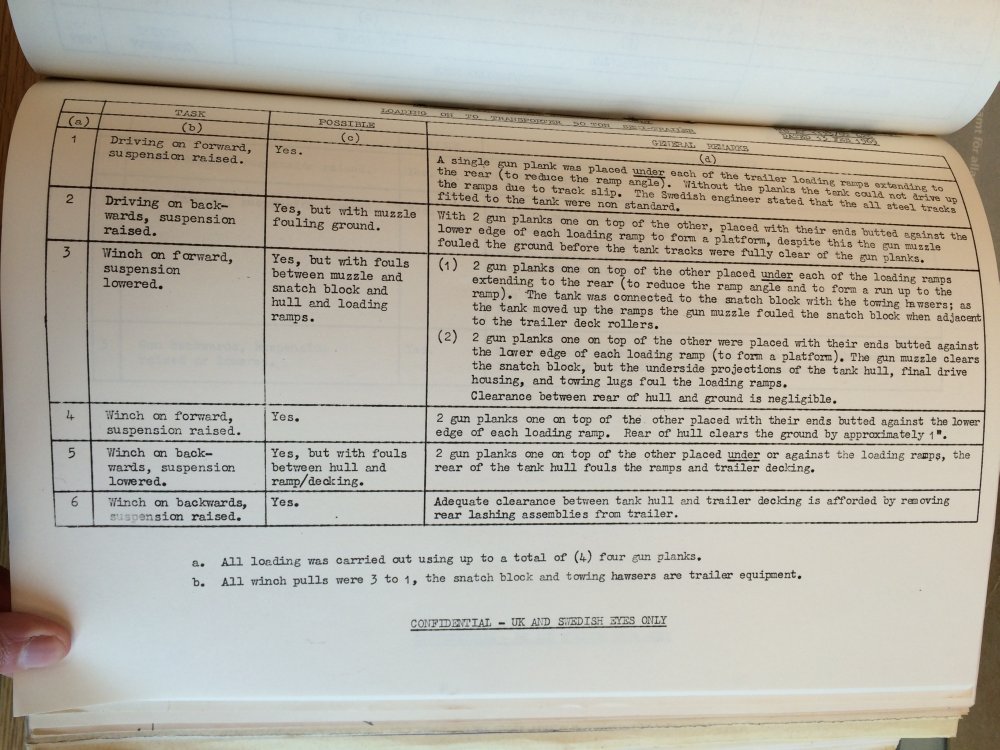 LOADING ON TO TRANSPORTER 50 TON SEMI-TRAILER
(a)
TASK
(b)
POSSIBLE
(c)
GENERAL REMARKS
(d)
1
Driving on forward,
suspension raised.
Yes.
A single gun plank was placed under each of the trailer loading ramps extending to
the rear (to reduce the ramp angle). Without the planks the tank could not drive up
the ramps due to track slip. The Swedish engineer stated that the all steel tracks
fitted to the tank were non standard.
2
Driving on back-
wards, suspension
raised.
Yes, but with muzzle
fouling ground.
With 2 gun planks one on top of the other, placed with their ends butted against the
lower edge of each loading ramp to form a platform, despite this the gun muzzle
fouled the ground before the tank tracks were fully clear of the gun planks.
3
Winch on forward,
suspension
lowered.
Yes, but with fouls
between muzzle and
snatch block and
hull and loading
ramps.
(1) 2 gun planks one on top of the other placed under each of the loading ramps
extending to the rear (to reduce the ramp angle and to form a run up to the
ramp). The tank was connected to the snatch block with the towing hawsers; as
the tank moved up the ramps the gun muzzle fouled the snatch block when adjacent
to the trailer deck rollers.
(2) 2 gun planks one on top of the other were placed with their ends butted against
the lower edge of each loading ramp (to form a platform). The gun muzzle clears
the snatch block, but the underside projections of the tank hull, final drive
housing, and towing lugs foul the loading ramps.
Clearance between rear of hull and ground is negligible.
4
Winch on forward,
suspension raised.
Yes.
2 gun planks one on top of the other placed with their ends butted against the lower
edge of each loading ramp. Rear of hull clears the ground by approximately 1".
5
Winch on back-
wards, suspension
lowered.
Yes, but with fouls
between hull and
ramp/decking.
2 gun planks one on top of the other placed under or against the loading ramps, the
rear of the tank hull fouls the ramps and trailer decking.
6
Winch on backwards,
suspension raised.
Yes.
Adequate clearance between tank hull and trailer decking is afforded by removing
rear lashing assemblies from trailer.
a. All loading was carried out using up to a total of (4) four gun planks.
b. All winch pulls were 3 to 1, the snatch block and towing hawsers are trailer equipment.
CONFIDENTIAL - UK AND SWEDISH EYES ONLY